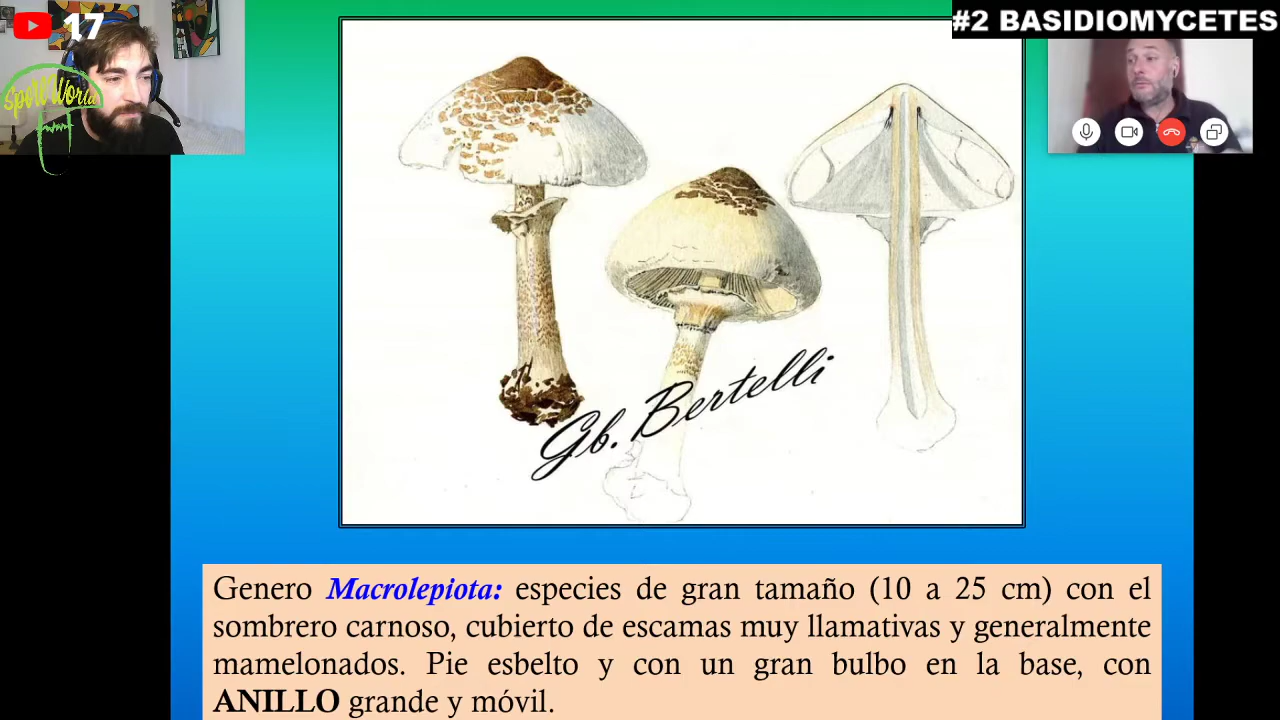 17
#2 BASIDIOMYCETES
Spore World
Gb. Bertelli
Genero Macrolepiota: especies de gran tamaño (10 a 25 cm) con el
sombrero carnoso, cubierto de escamas muy llamativas y generalmente
mamelonados. Pie esbelto y con un gran bulbo en la base, con
ANILLO grande y móvil.